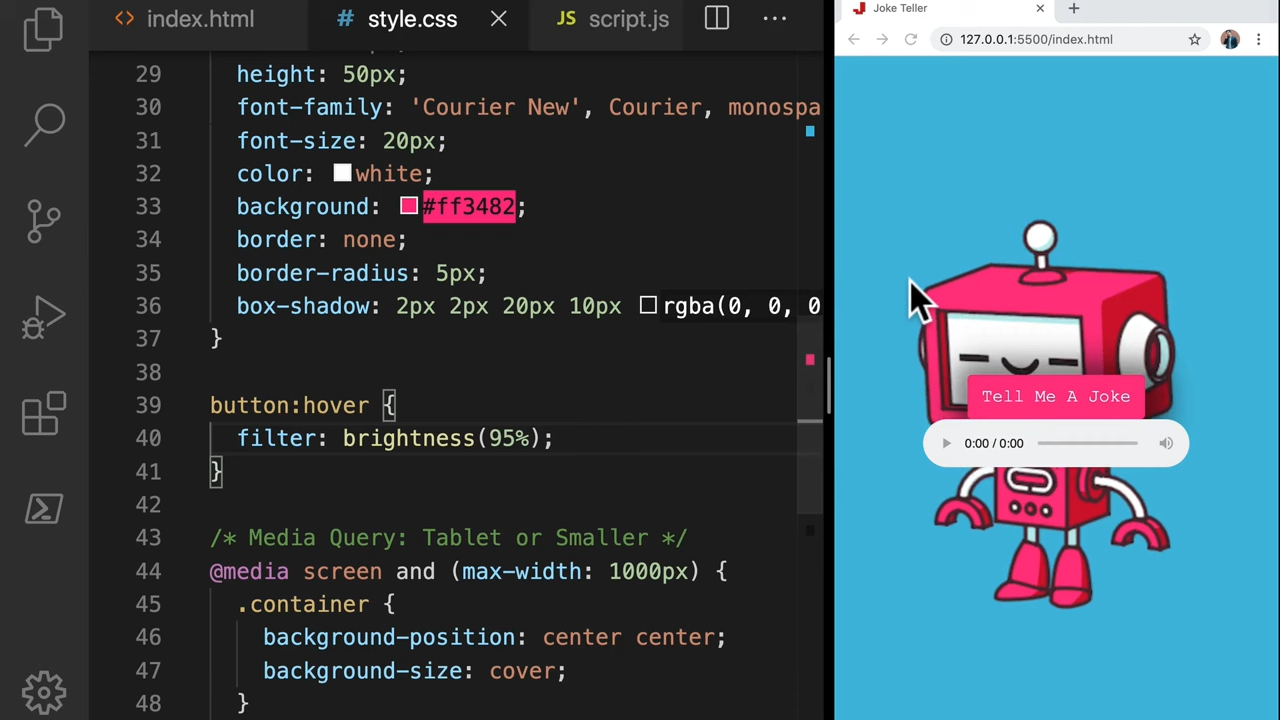 index.html
style.css
JS script.js
29 height: 50px;
30 font-family: 'Courier New', Courier, monospa
31 font-size: 20px;
32 color: white;
33 background: #ff3482;
34 border: none;
35 border-radius: 5px;
36 box-shadow: 2px 2px 20px 10px rgba(0, 0, 0
37 }
38
39 button:hover {
40 filter: brightness(95%);
41 }
42
43 /* Media Query: Tablet or Smaller */
44 @media screen and (max-width: 1000px) {
45 .container {
46 background-position: center center;
47 background-size: cover;
48 }
Joke Teller
127.0.0.1:5500/index.html
Tell Me A Joke
0:00 / 0:00